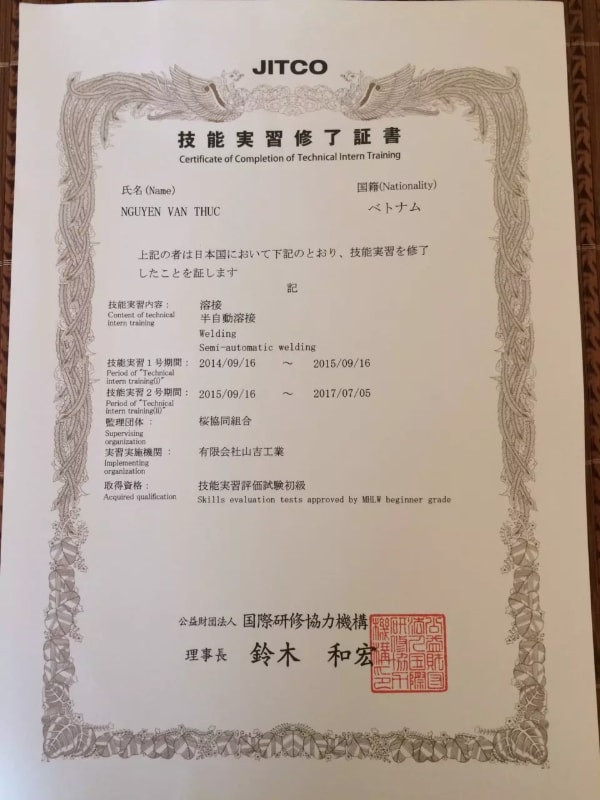 JITCO
技能実習修了証書
Certificate of Completion of Technical Intern Training
氏名(Name)
国籍(Nationality)
NGUYEN VAN THUC
ベトナム
上記の者は日本国において下記のとおり、技能実習を修了
したことを証します
記
技能実習内容：
溶接
Content of technical
intern training
半自動溶接
Welding
Semi-automatic welding
技能実習１号期間： 2014/09/16 ～ 2015/09/16
Period of "Technical
intern training(I)"
技能実習２号期間： 2015/09/16 ～ 2017/07/05
Period of "Technical
intern training(II)"
監理団体： 桜協同組合
Supervising
organization
実習実施機関： 有限会社山吉工業
Implementing
organization
取得資格： 技能実習評価試験初級
Acquired qualification Skills evaluation tests approved by MHLW beginner grade
公益財団法人 国際研修協力機構
理事長 鈴木 和宏